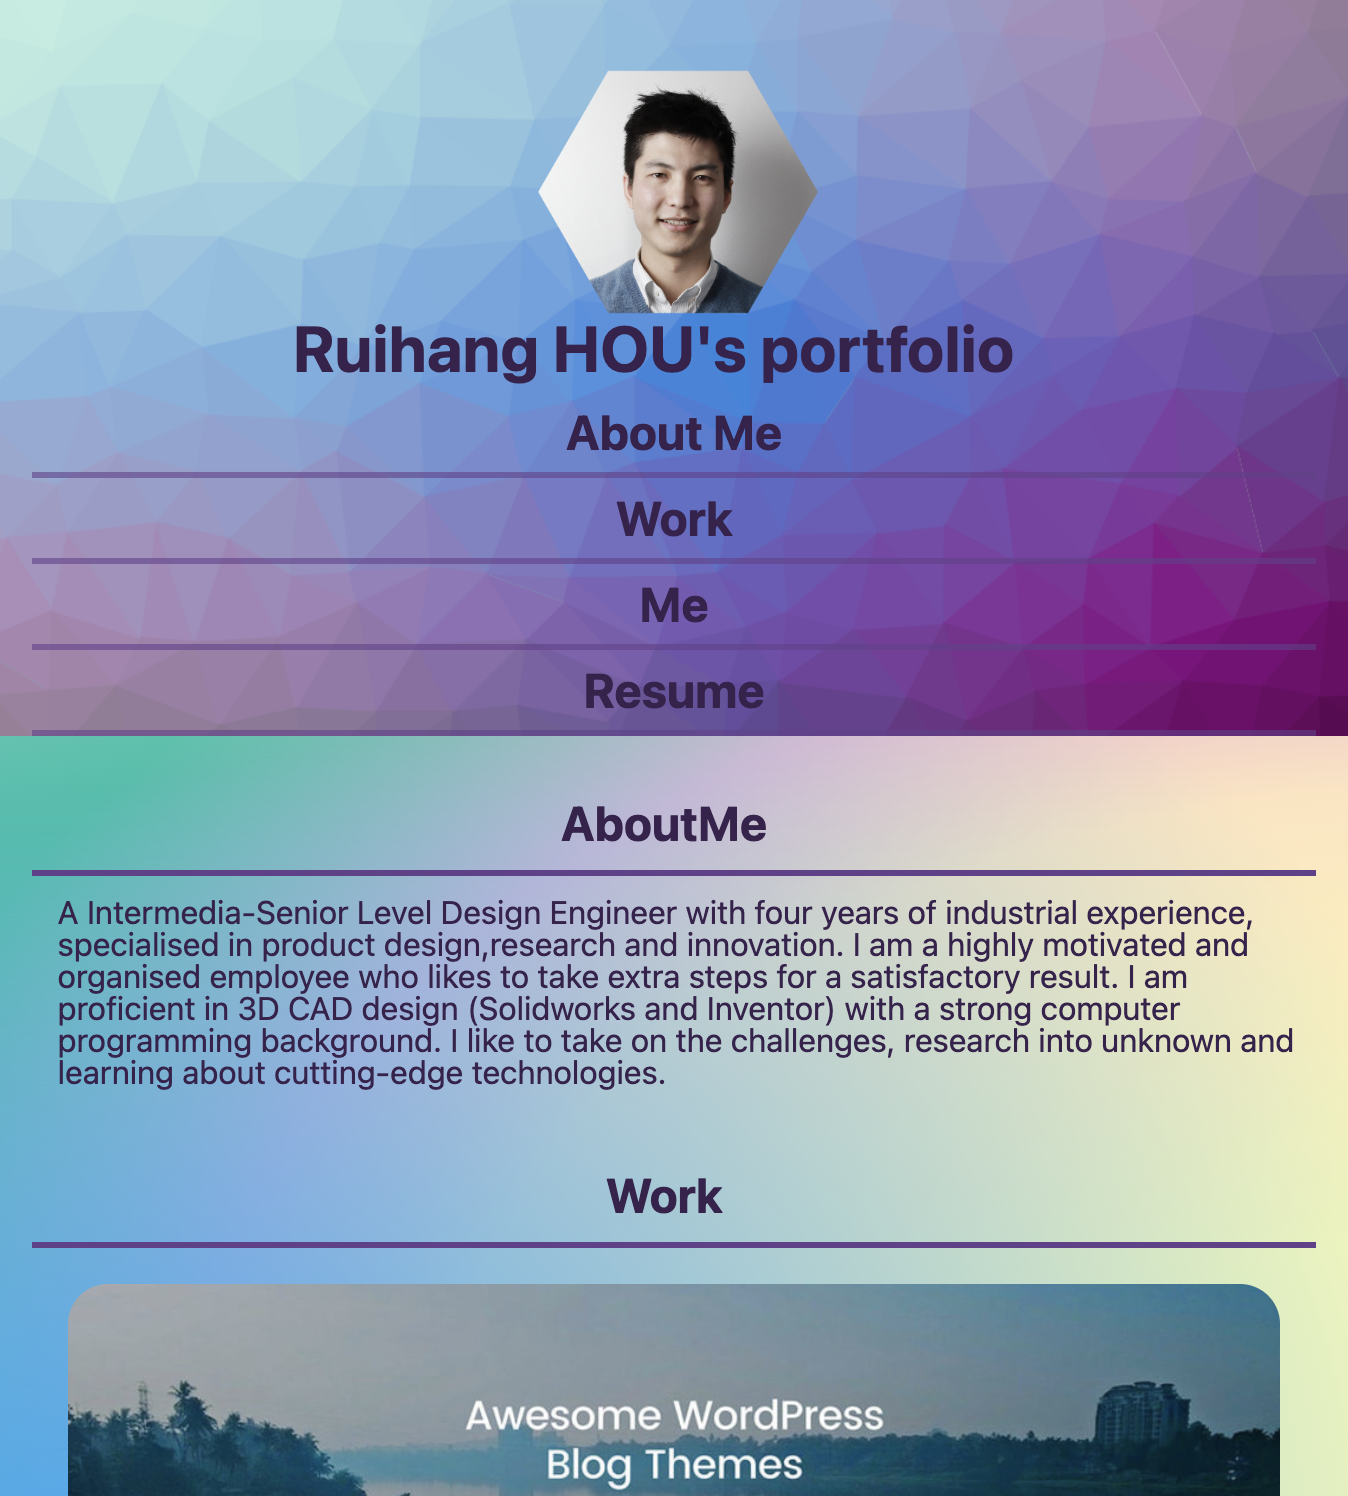 Ruihang HOU's portfolio
About Me
Work
Me
Resume
AboutMe
A Intermedia-Senior Level Design Engineer with four years of industrial experience,
specialised in product design,research and innovation. I am a highly motivated and
organised employee who likes to take extra steps for a satisfactory result. I am
proficient in 3D CAD design (Solidworks and Inventor) with a strong computer
programming background. I like to take on the challenges, research into unknown and
learning about cutting-edge technologies.
Work
Awesome WordPress
Blog Themes